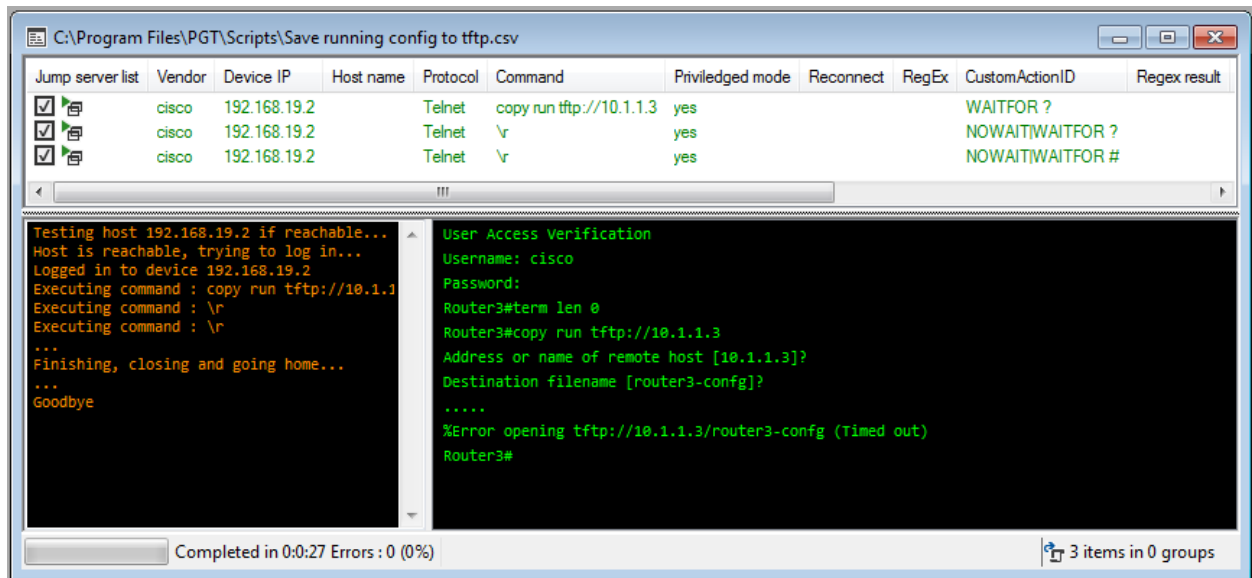 C:\Program Files\PGT\Scripts\Save running config to tftp.csv
Jump server list Vendor Device IP Host name Protocol Command Priviledged mode Reconnect RegEx CustomActionID Regex result
cisco 192.168.19.2 Telnet copy run tftp://10.1.1.3 yes WAITFOR ?
cisco 192.168.19.2 Telnet \r yes NOWAIT|WAITFOR ?
cisco 192.168.19.2 Telnet \r yes NOWAIT|WAITFOR #
Testing host 192.168.19.2 if reachable...
Host is reachable, trying to log in...
Logged in to device 192.168.19.2
Executing command : copy run tftp://10.1.1
Executing command : \r
Executing command : \r
...
Finishing, closing and going home...
...
Goodbye
User Access Verification
Username: cisco
Password:
Router3#term len 0
Router3#copy run tftp://10.1.1.3
Address or name of remote host [10.1.1.3]?
Destination filename [router3-confg]?
.....
%Error opening tftp://10.1.1.3/router3-confg (Timed out)
Router3#
Completed in 0:0:27 Errors : 0 (0%)
3 items in 0 groups